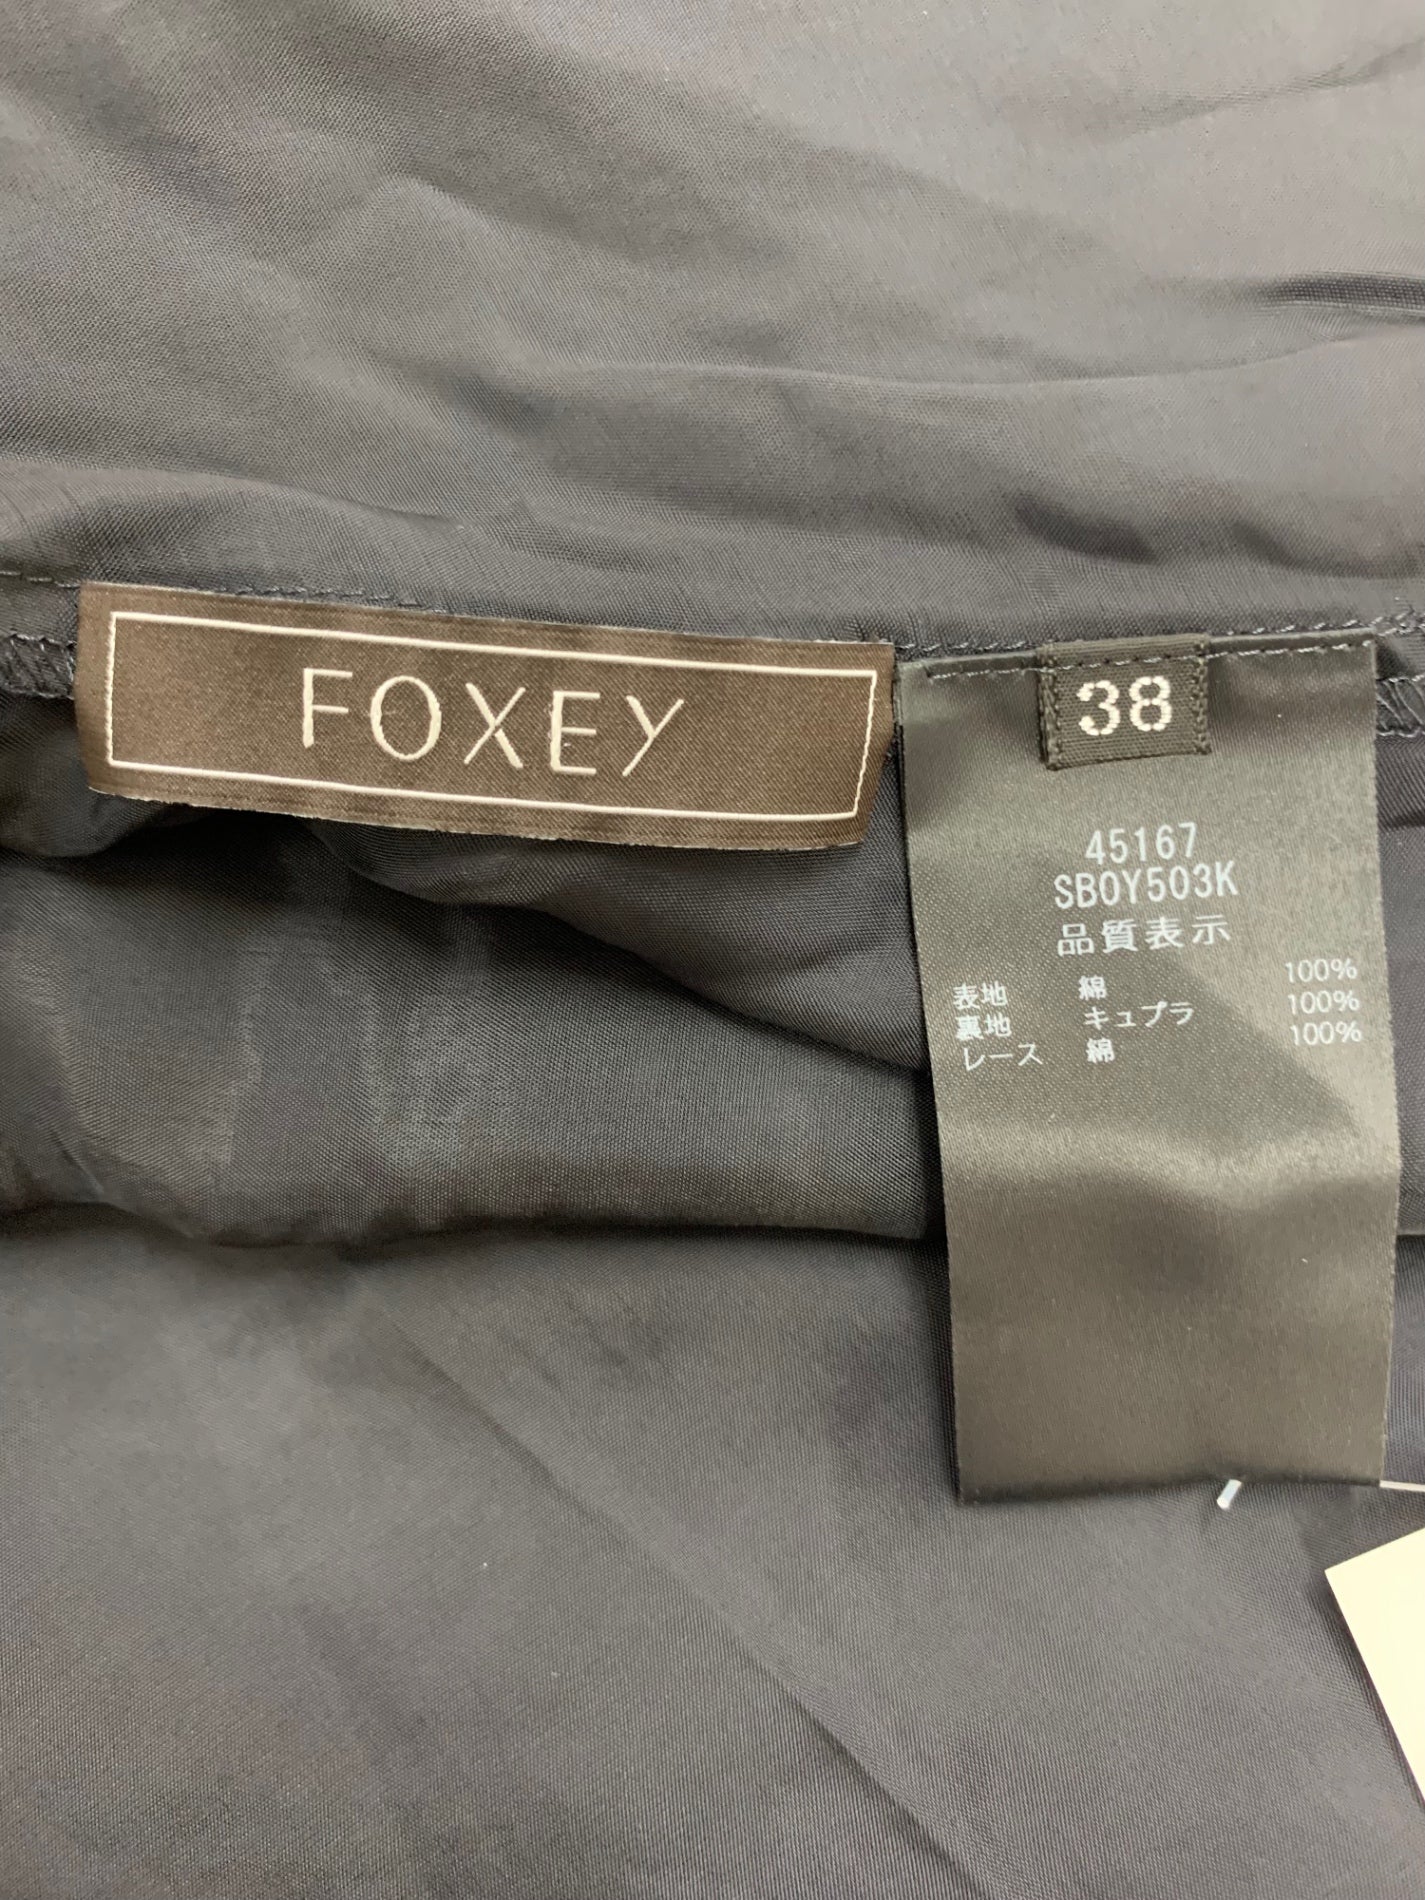 FOXEY
38
45167
SBOY503K
品質表示
表地 綿 100%
裏地 キュプラ 100%
レース 綿 100%